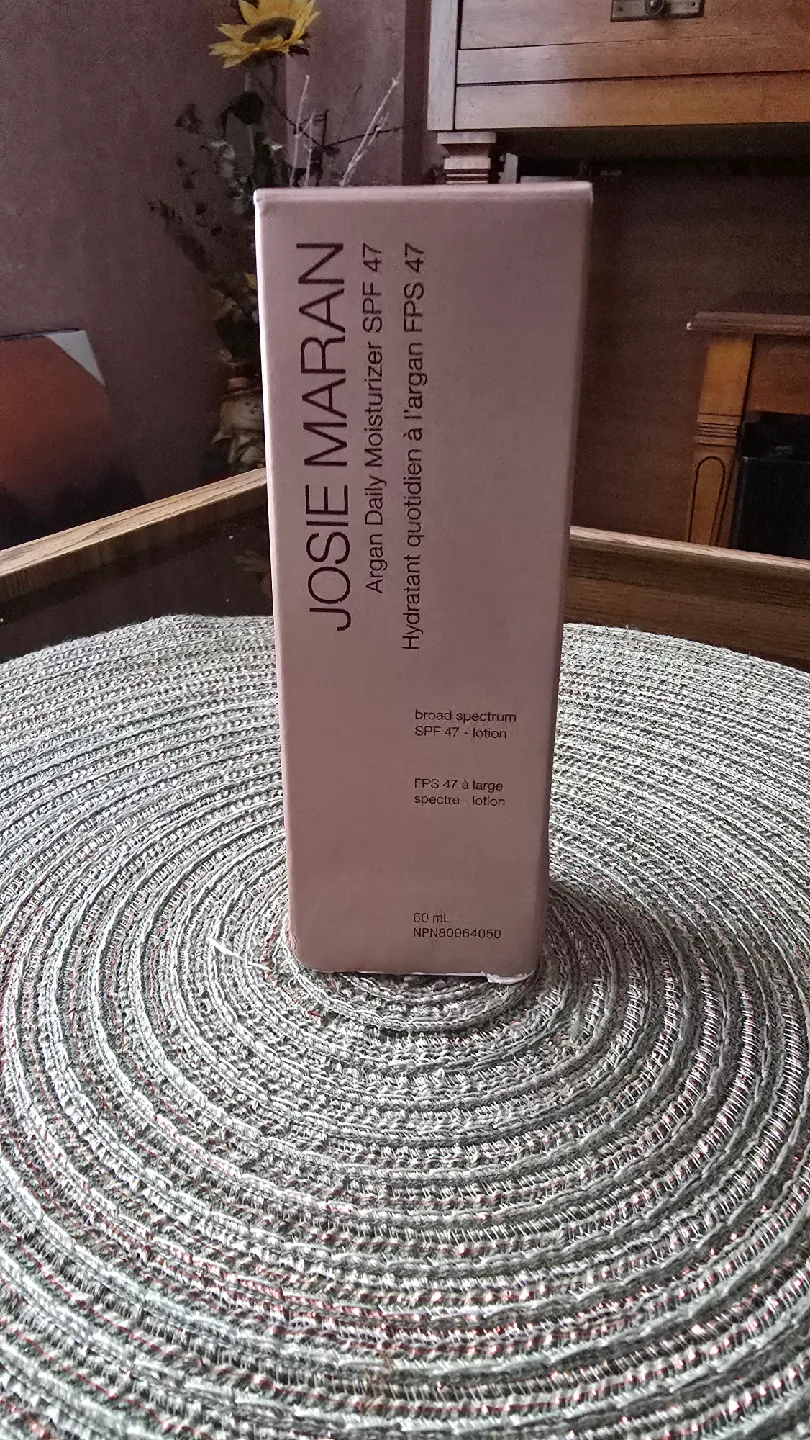 JOSIE MARAN
Argan Daily Moisturizer SPF 47
Hydratant quotidien à l'argan FPS 47
broad spectrum
SPF 47 - lotion
FPS 47 à large
spectre - lotion
60 mL
NPN80064060